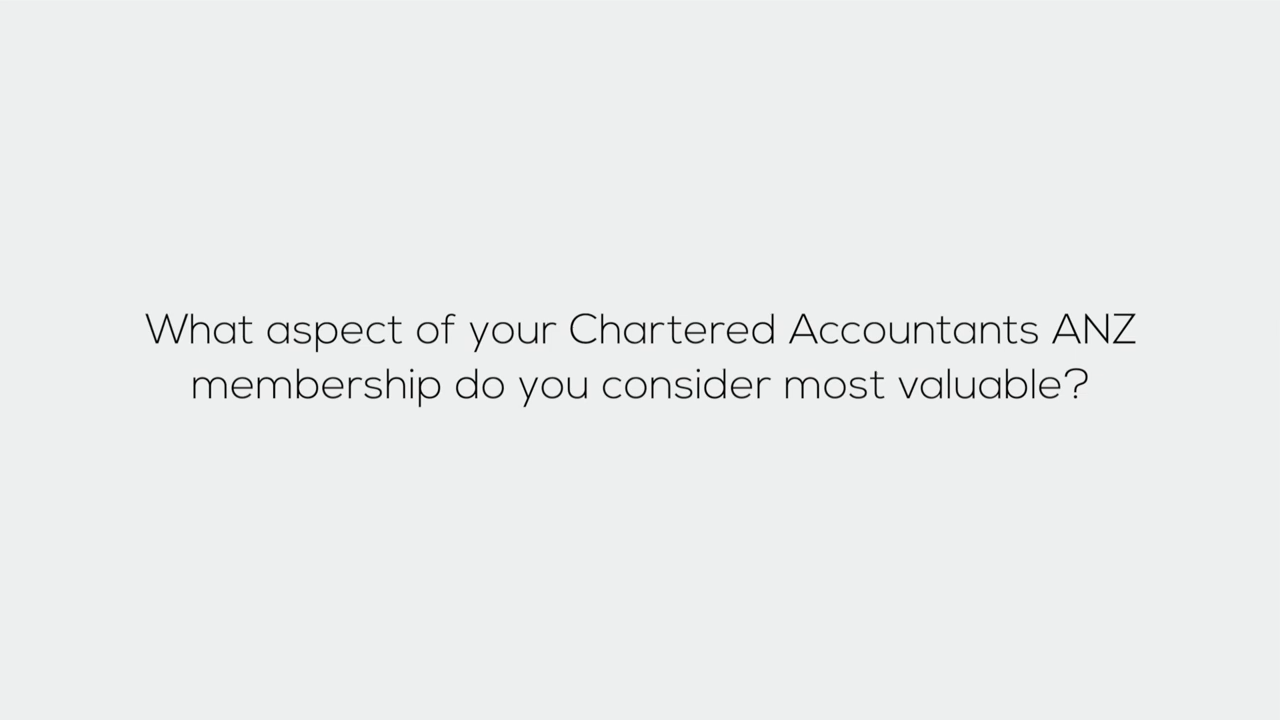 What aspect of your Chartered Accountants ANZ
membership do you consider most valuable?